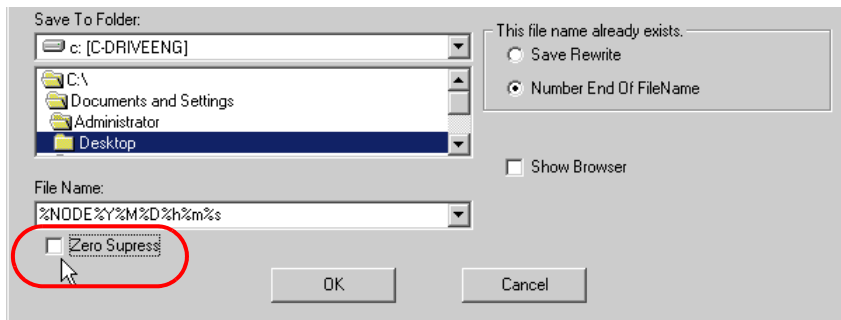 Save To Folder:
c: [C-DRIVEENG]
C:\
Documents and Settings
Administrator
Desktop
File Name:
%NODE%Y%M%D%h%m%s
Zero Supress
This file name already exists.
Save Rewrite
Number End Of FileName
Show Browser
OK
Cancel